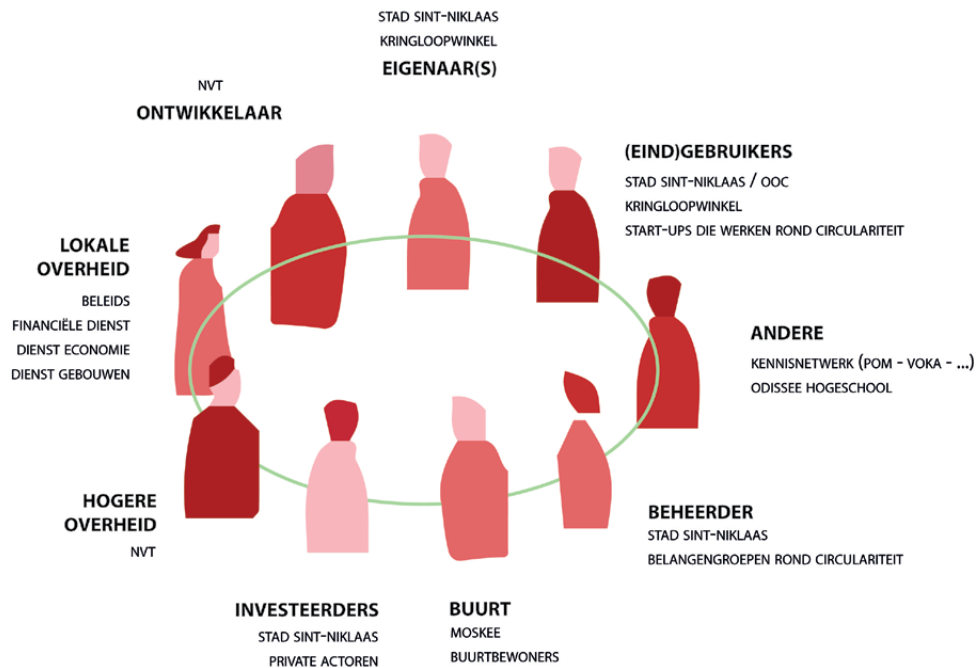 STAD SINT-NIKLAAS
KRINGLOOPWINKEL
EIGENAAR(S)
NVT
ONTWIKKELAAR
(EIND)GEBRUIKERS
STAD SINT-NIKLAAS / OOC
KRINGLOOPWINKEL
START-UPS DIE WERKEN ROND CIRCULARITEIT
LOKALE
OVERHEID
BELEIDS
FINANCIËLE DIENST
DIENST ECONOMIE
DIENST GEBOUWEN
ANDERE
KENNISNETWERK (POM - VOKA - ...)
ODISSEE HOGESCHOOL
HOGERE
OVERHEID
NVT
BEHEERDER
STAD SINT-NIKLAAS
BELANGENGROEPEN ROND CIRCULARITEIT
INVESTEERDERS
STAD SINT-NIKLAAS
PRIVATE ACTOREN
BUURT
MOSKEE
BUURTBEWONERS